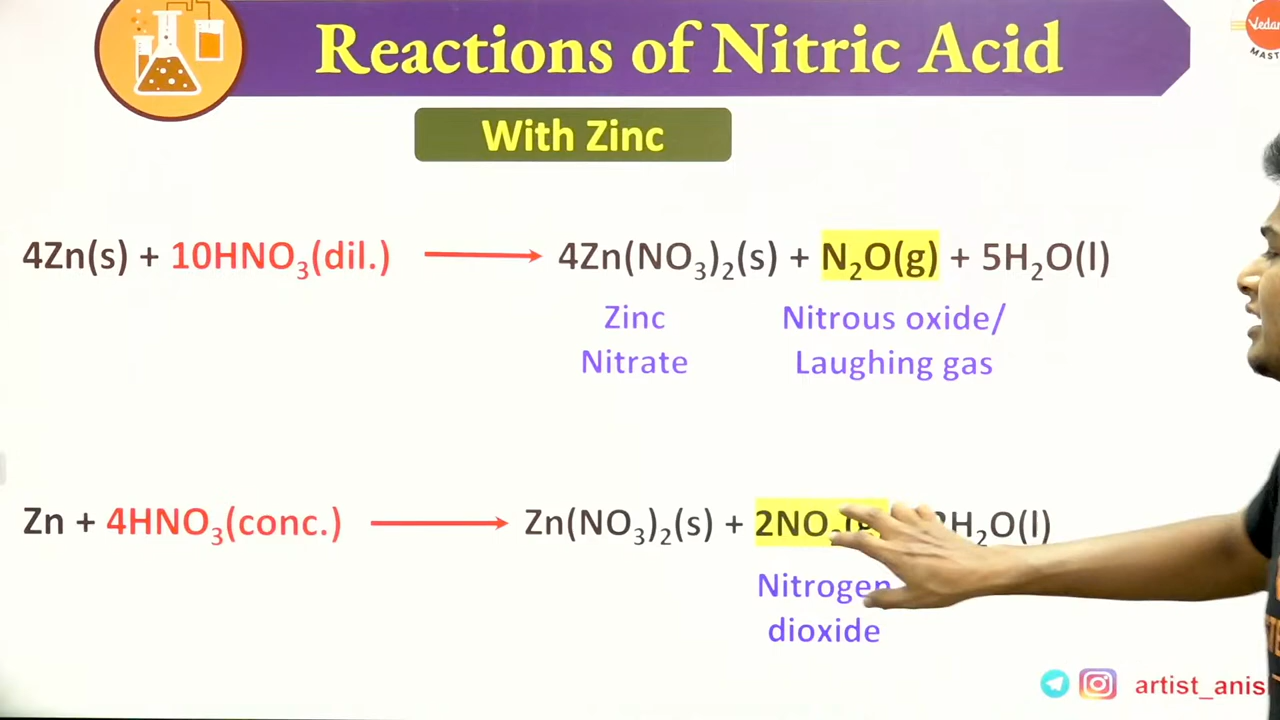 Reactions of Nitric Acid
With Zinc
4Zn(s) + 10HNO₃(dil.) → 4Zn(NO₃)₂(s) + N₂O(g) + 5H₂O(l)
Zinc Nitrous oxide/
Nitrate Laughing gas
Zn + 4HNO₃(conc.) → Zn(NO₃)₂(s) + 2NO H₂O(l)
Nitrogen
dioxide
artist_anis